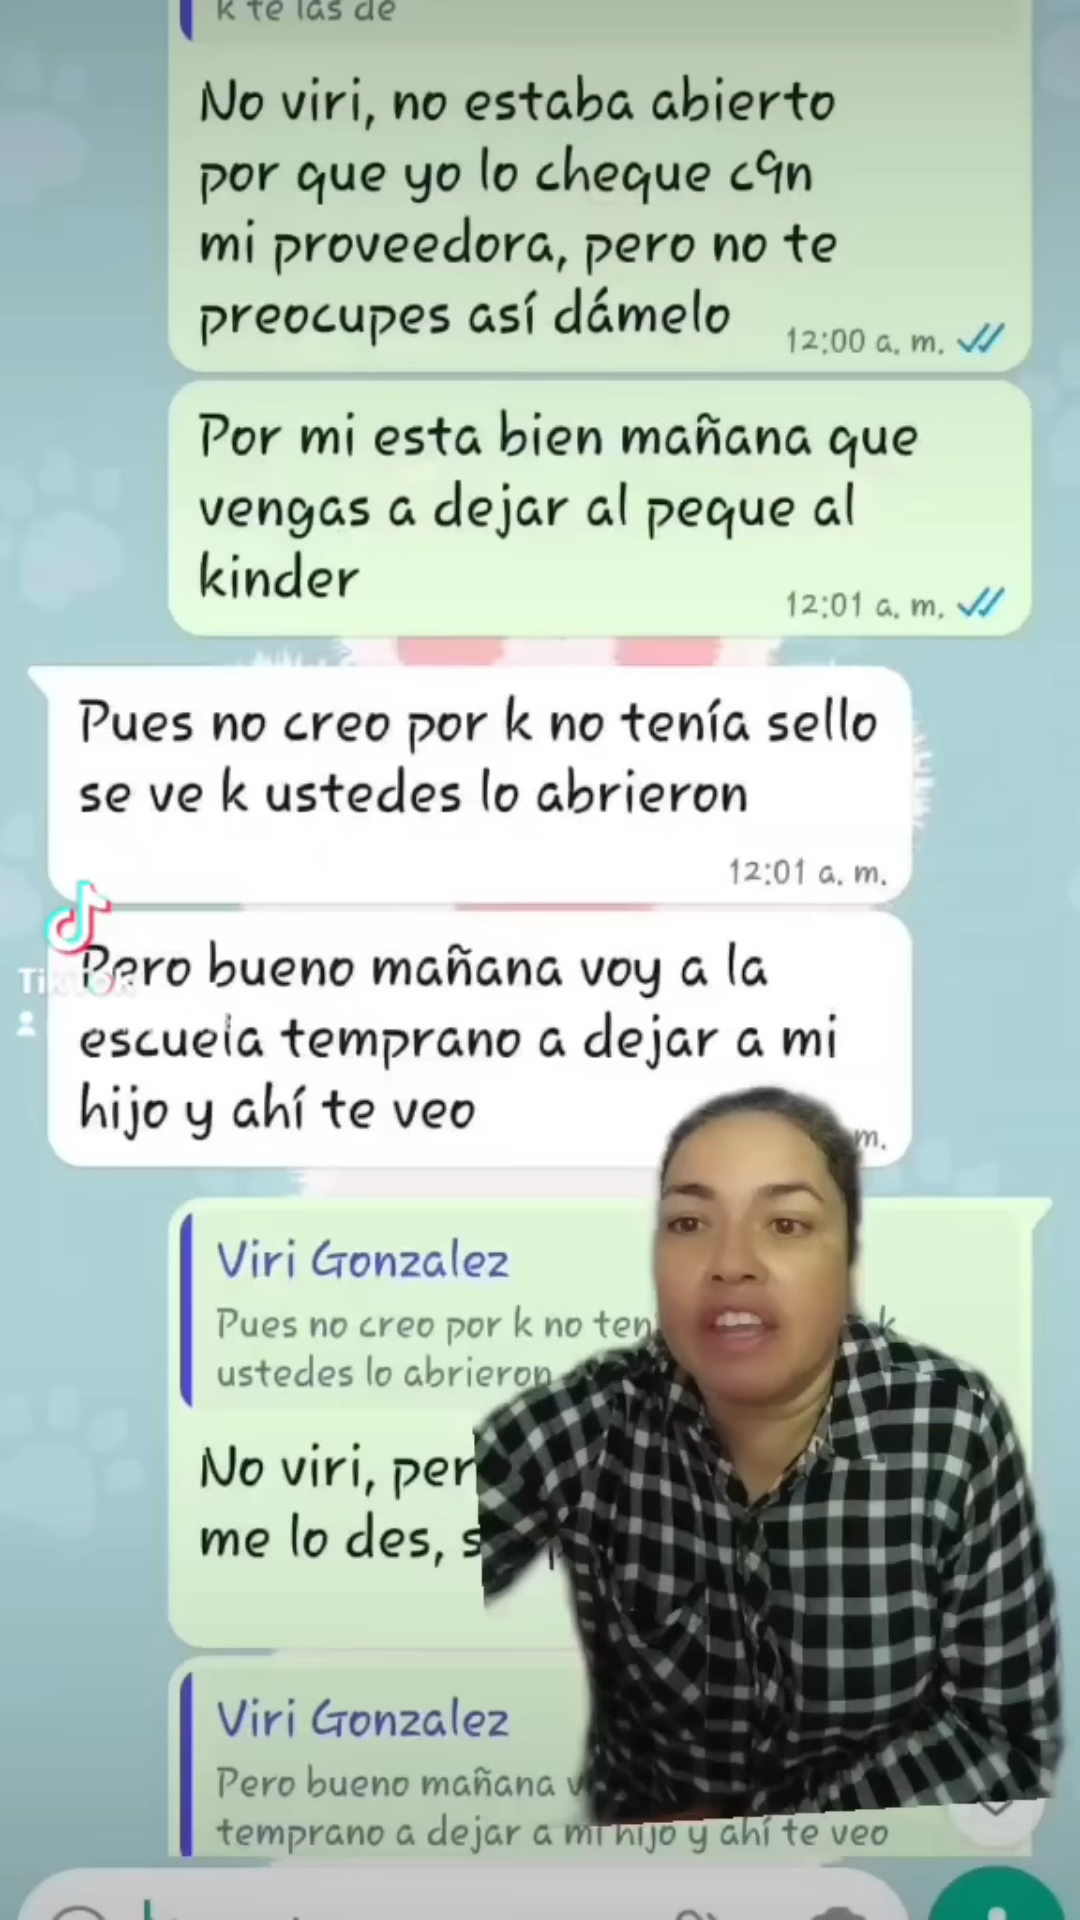 k te las de
No viri, no estaba abierto
por que yo lo cheque c9n
mi proveedora, pero no te
preocupes así dámelo
12:00 a. m.
Por mi esta bien mañana que
vengas a dejar al peque al
kinder
12:01 a. m.
Pues no creo por k no tenía sello
se ve k ustedes lo abrieron
12:01 a. m.
TikTok
Pero bueno mañana voy a la
escuela temprano a dejar a mi
hijo y ahí te veo
m.
Viri Gonzalez
Pues no creo por k no ten k
ustedes lo abrieron
No viri, per
me lo des, s
Viri Gonzalez
Pero bueno mañana v
temprano a dejar a mi hijo y ahí te veo